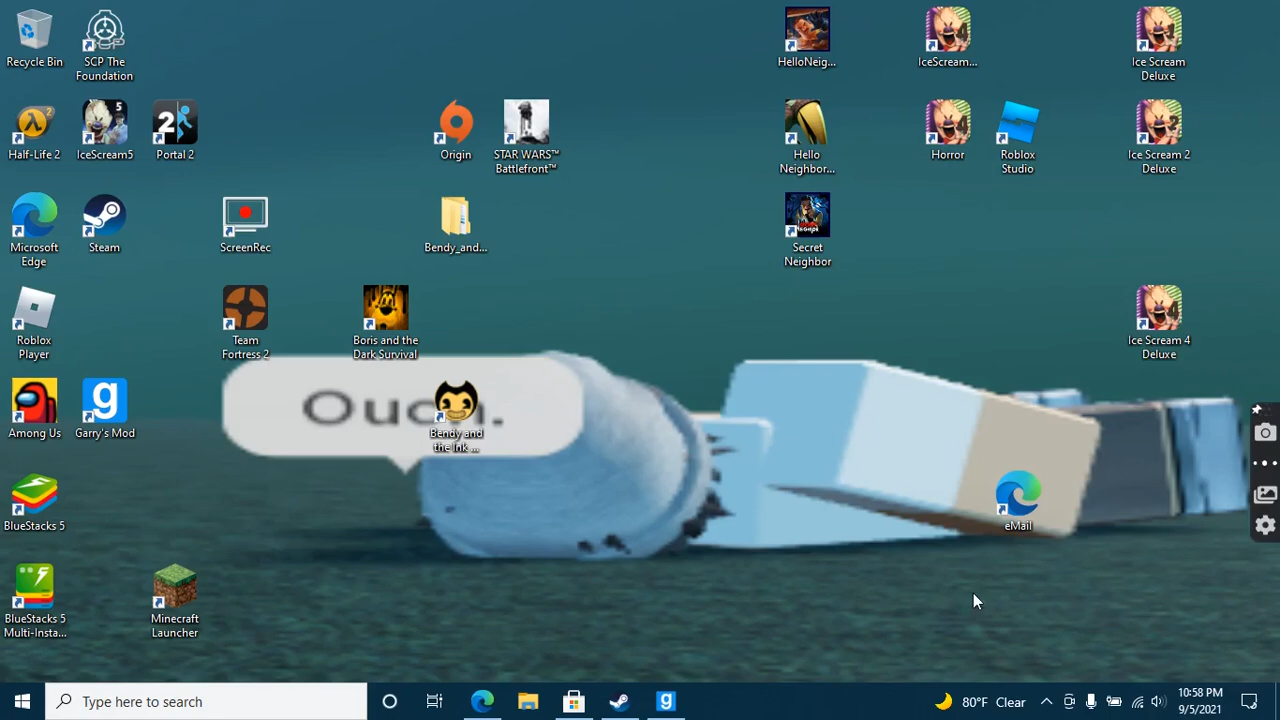 Recycle Bin
SCP The
Foundation
HelloNeig...
IceScream...
Ice Scream
Deluxe
Half-Life 2
5
IceScream5
2
Portal 2
Origin
STAR WARS™
Battlefront™
Hello
Neighbor...
4
Horror
Roblox
Studio
Ice Scream 2
Deluxe
Microsoft
Edge
Steam
ScreenRec
Bendy_and...
Secret
Neighbor
Roblox
Player
Team
Fortress 2
Boris and the
Dark Survival
4
Ice Scream 4
Deluxe
Among Us
g
Garry's Mod
Ouch.
Bendy and
the Ink ...
BlueStacks 5
eMail
BlueStacks 5
Multi-Insta...
Minecraft
Launcher
Type here to search
g
80°F Clear
10:58 PM
9/5/2021